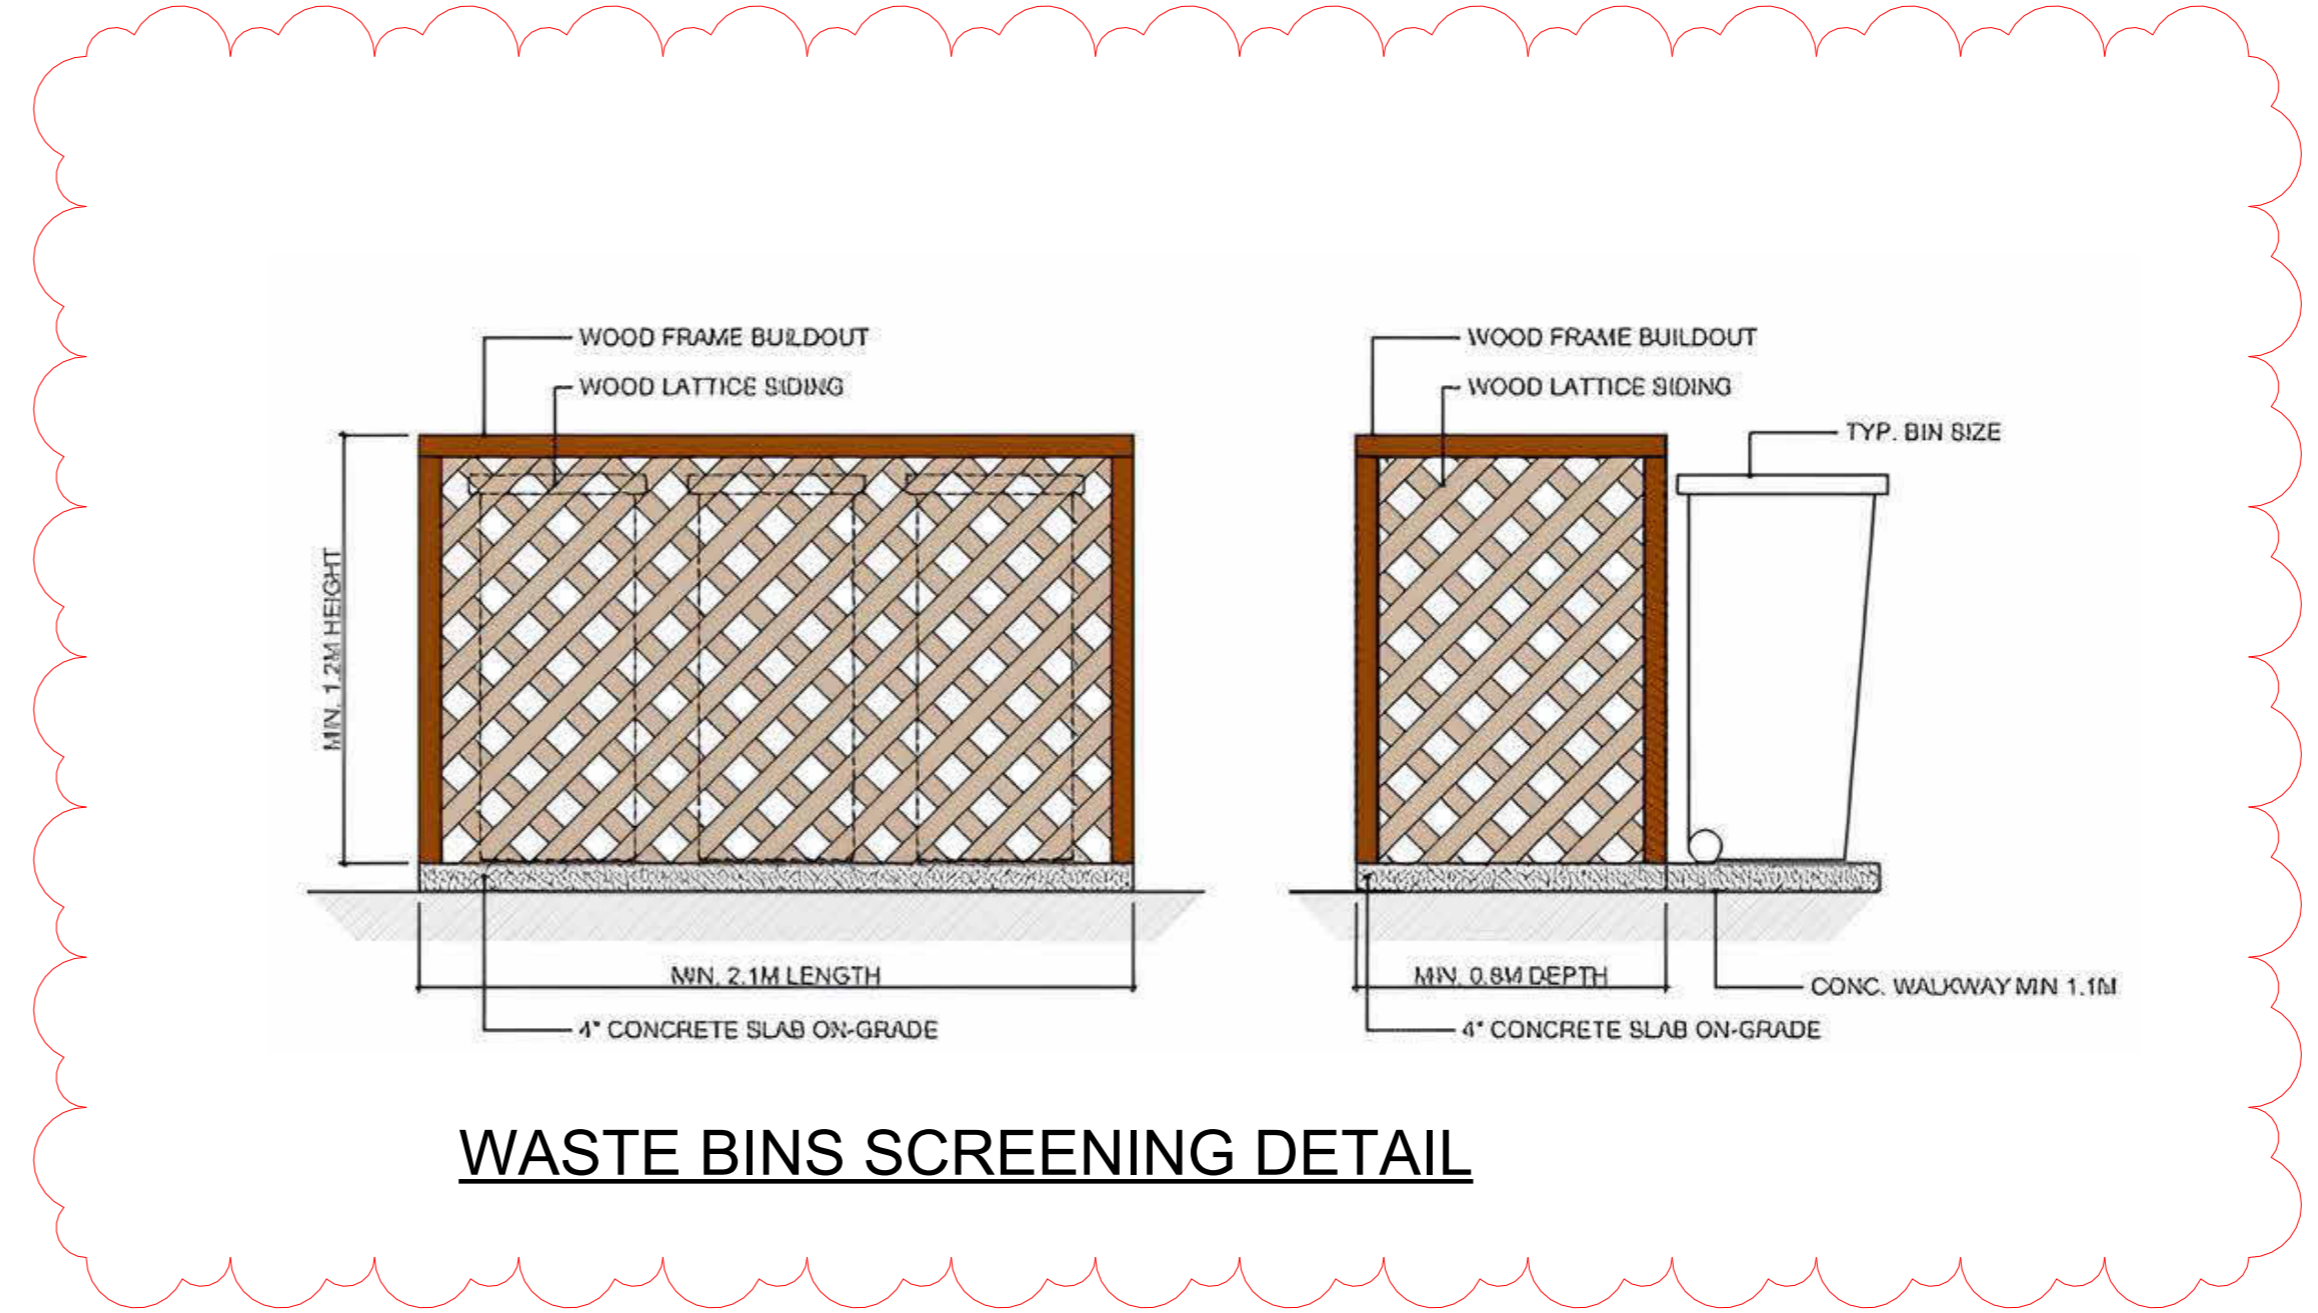 WOOD FRAME BUILDOUT
WOOD LATTICE SIDING
MIN. 1.2M HEIGHT
MIN. 2.1M LENGTH
4" CONCRETE SLAB ON-GRADE
WOOD FRAME BUILDOUT
WOOD LATTICE SIDING
TYP. BIN SIZE
MIN. 0.8M DEPTH
CONC. WALKWAY MIN 1.1M
4" CONCRETE SLAB ON-GRADE
WASTE BINS SCREENING DETAIL